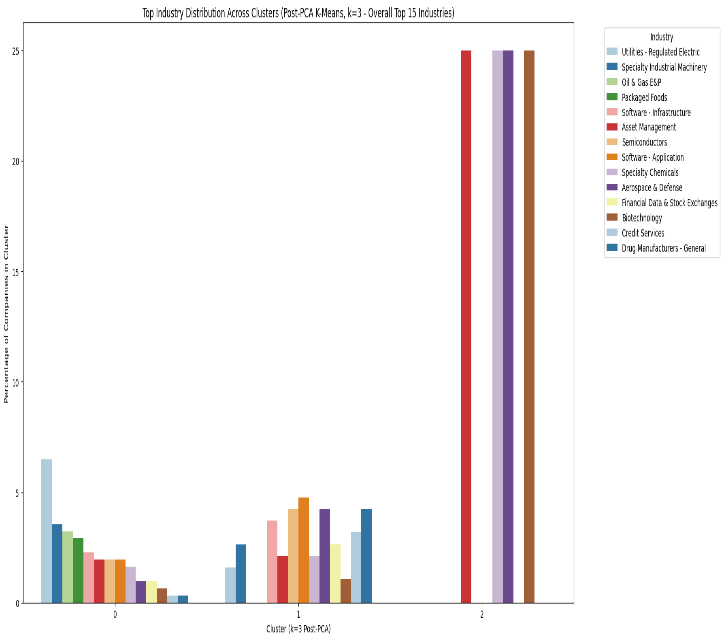 Top Industry Distribution Across Clusters (Post-PCA K-Means, k=3 - Overall Top 15 Industries)
Percentage of Companies in Cluster
25
20
15
10
5
0
0
1
2
Cluster (k=3 Post-PCA)
Industry
Utilities - Regulated Electric
Specialty Industrial Machinery
Oil & Gas E&P
Packaged Foods
Software - Infrastructure
Asset Management
Semiconductors
Software - Application
Specialty Chemicals
Aerospace & Defense
Financial Data & Stock Exchanges
Biotechnology
Credit Services
Drug Manufacturers - General